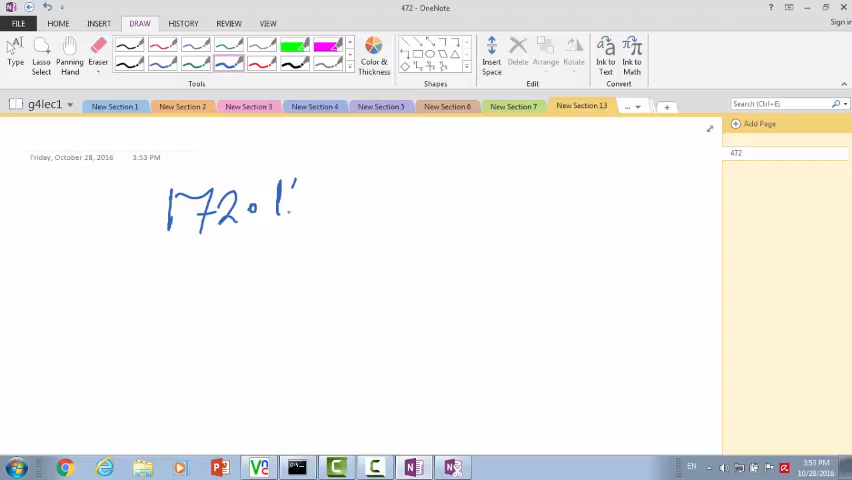 472 - OneNote
FILE HOME INSERT DRAW HISTORY REVIEW VIEW
Sign in
Type Lasso Select Panning Hand Eraser Color & Thickness Insert Space Delete Arrange Rotate Ink to Text Ink to Math
Tools Shapes Edit Convert
g4lec1 New Section 1 New Section 2 New Section 3 New Section 4 New Section 5 New Section 6 New Section 7 New Section 13 ... + Search (Ctrl+E)
Add Page
472
Friday, October 28, 2016 3:53 PM
172.1
EN 3:53 PM
10/28/2016